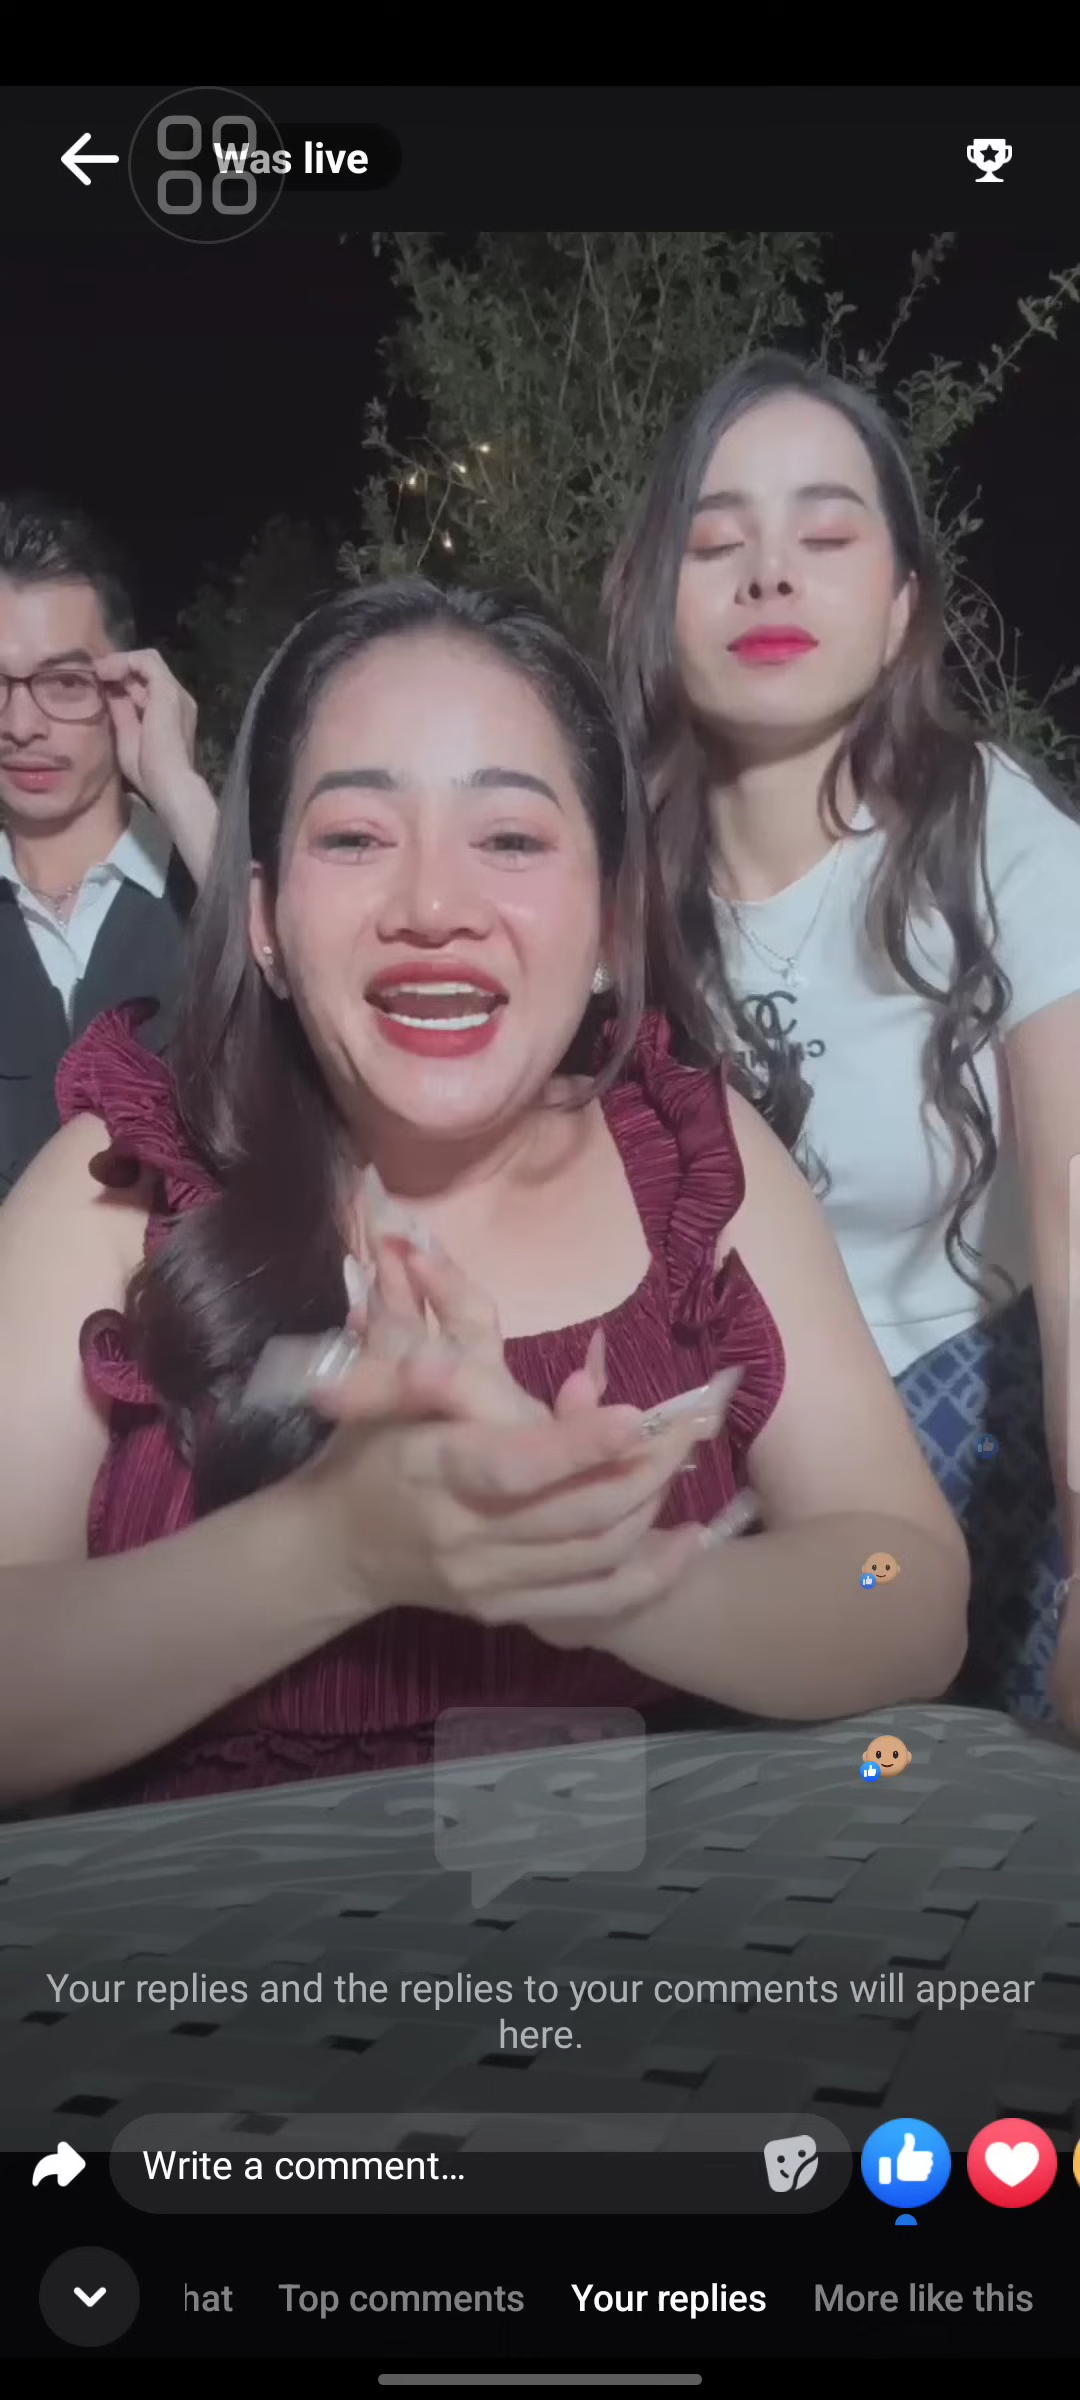 Was live
Your replies and the replies to your comments will appear
here.
Write a comment...
hat
Top comments
Your replies
More like this